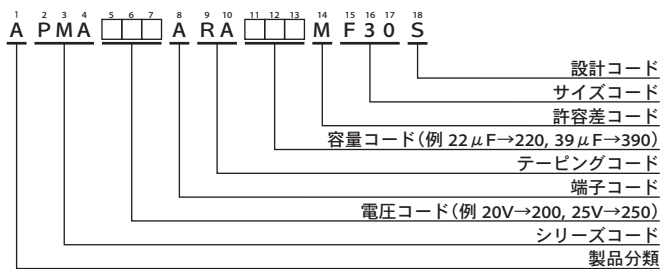 1 2 3 4 5 6 7 8 9 10 11 12 13 14 15 16 17 18
A PMA □□□ A RA □□□ M F30 S
設計コード
サイズコード
許容差コード
容量コード(例 22μF→220, 39μF→390)
テーピングコード
端子コード
電圧コード(例 20V→200, 25V→250)
シリーズコード
製品分類